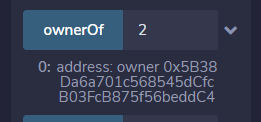 ownerOf 2
0: address: owner 0x5B38
Da6a701c568545dCfc
B03FcB875f56beddC4